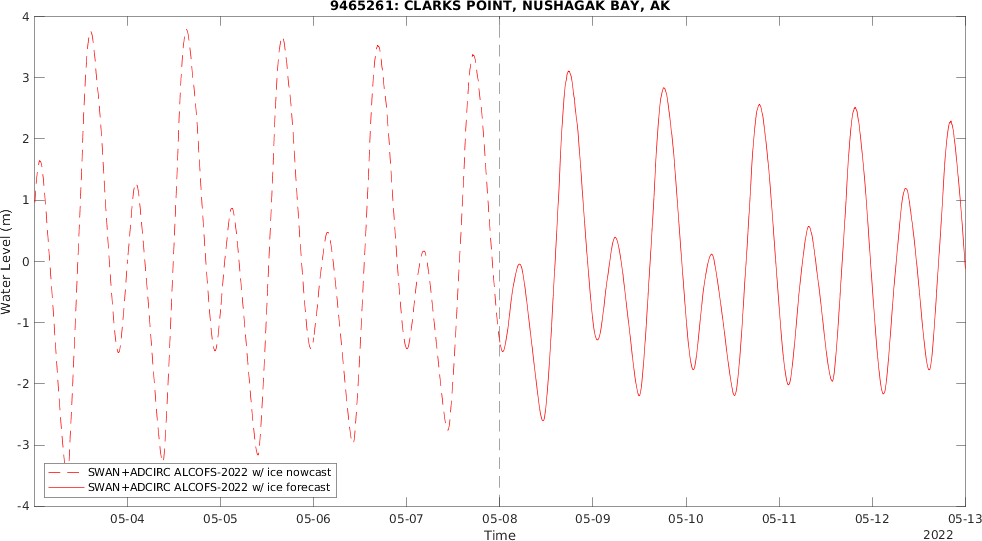 9465261: CLARKS POINT, NUSHAGAK BAY, AK
4
3
2
1
0
-1
-2
-3
-4
Water Level (m)
SWAN+ADCIRC ALCOFS-2022 w/ ice nowcast
SWAN+ADCIRC ALCOFS-2022 w/ ice forecast
05-04 05-05 05-06 05-07 05-08 05-09 05-10 05-11 05-12 05-13
Time
2022